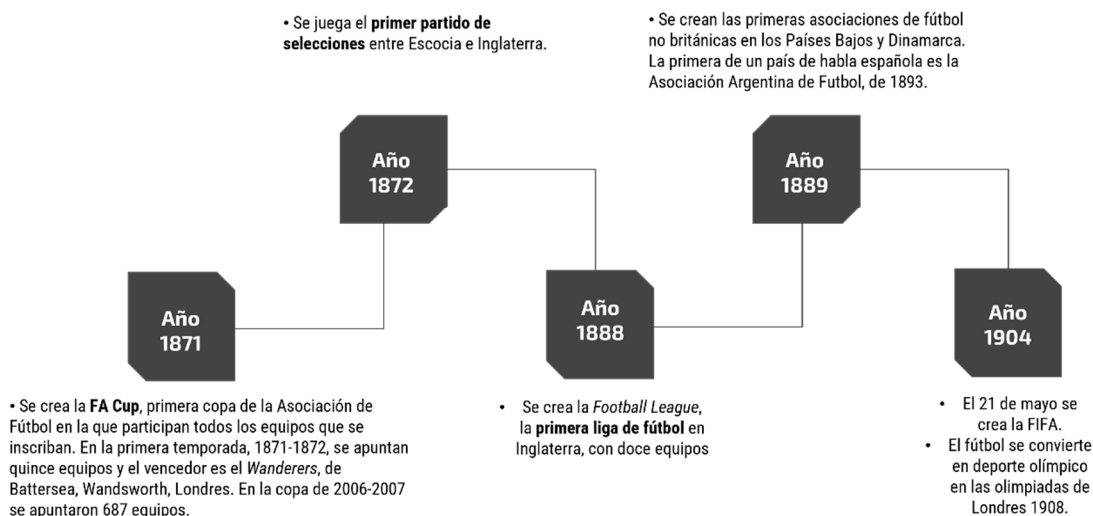 • Se juega el primer partido de
selecciones entre Escocia e Inglaterra.
• Se crean las primeras asociaciones de fútbol
no británicas en los Países Bajos y Dinamarca.
La primera de un país de habla española es la
Asociación Argentina de Futbol, de 1893.
Año
1872
Año
1889
Año
1871
Año
1888
Año
1904
• Se crea la FA Cup, primera copa de la Asociación de
Fútbol en la que participan todos los equipos que se
inscriban. En la primera temporada, 1871-1872, se apuntan
quince equipos y el vencedor es el Wanderers, de
Battersea, Wandsworth, Londres. En la copa de 2006-2007
se apuntaron 687 equipos.
• Se crea la Football League,
la primera liga de fútbol en
Inglaterra, con doce equipos
• El 21 de mayo se
crea la FIFA.
• El fútbol se convierte
en deporte olímpico
en las olimpiadas de
Londres 1908.